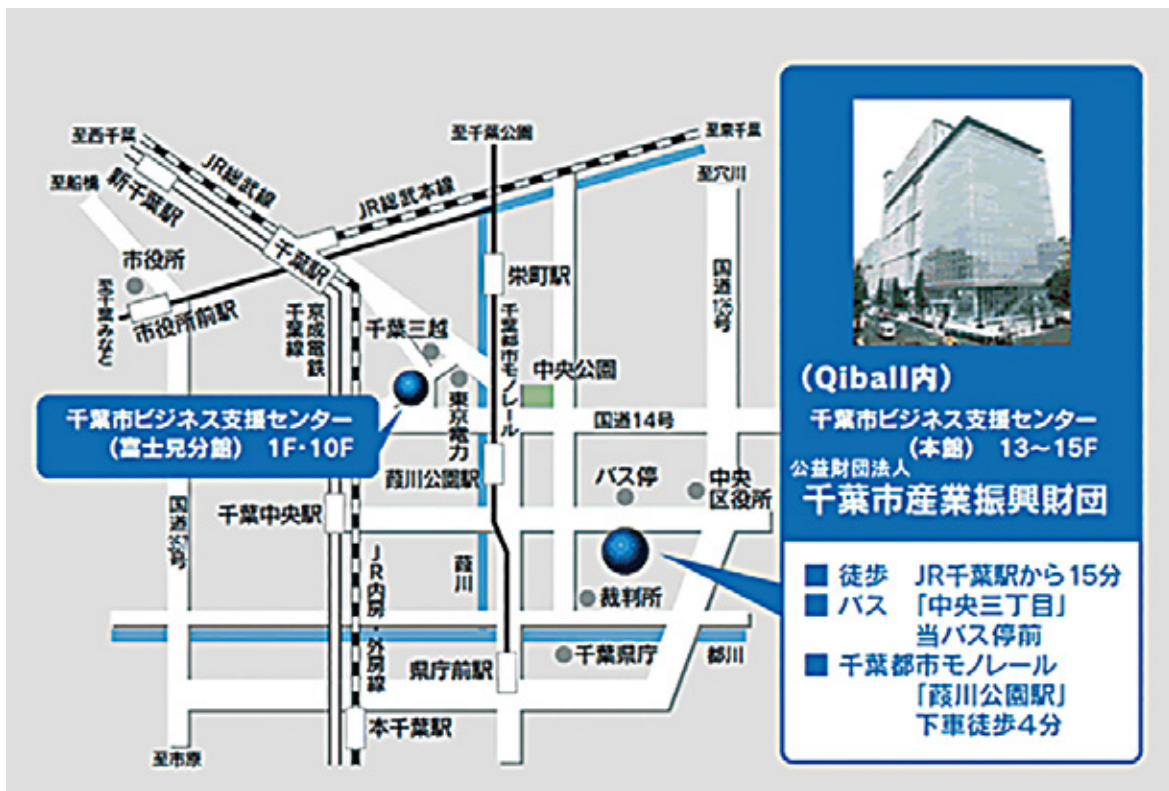 至西千葉
至千葉公園
至東千葉
至船橋
新千葉駅
JR総武線
JR総武本線
至穴川
市役所
千葉駅
栄町駅
国道126号
至千葉みなと
市役所前駅
京成電鉄
千葉線
千葉三越
千葉都市モノレール
中央公園
東京電力
国道14号
千葉市ビジネス支援センター
(富士見分館) 1F・10F
葭川公園駅
バス停
中央
区役所
千葉中央駅
国道357号
JR内房・外房線
葭川
裁判所
千葉県庁
都川
県庁前駅
本千葉駅
至市原
(Qiball内)
千葉市ビジネス支援センター
(本館) 13〜15F
公益財団法人
千葉市産業振興財団
■ 徒歩 JR千葉駅から15分
■ バス 「中央三丁目」
当バス停前
■ 千葉都市モノレール
「葭川公園駅」
下車徒歩4分